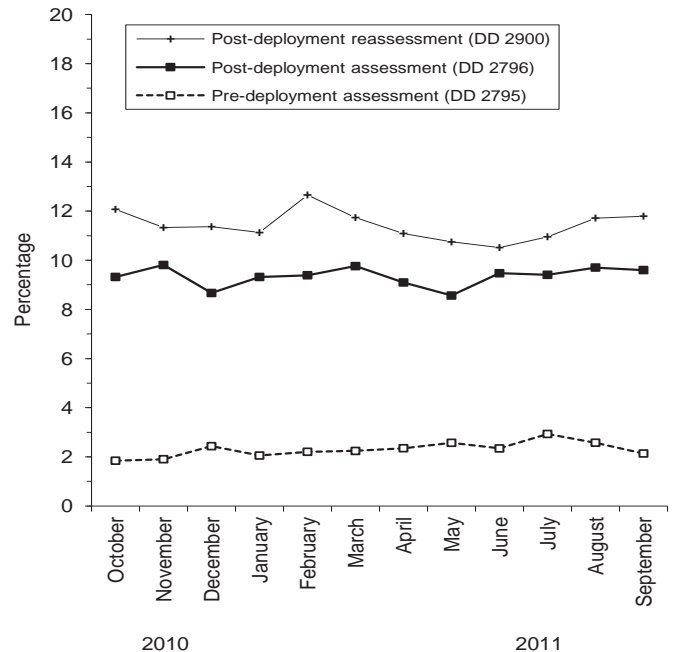 20
18
16
14
12
10
8
6
4
2
0
Percentage
Post-deployment reassessment (DD 2900)
Post-deployment assessment (DD 2796)
Pre-deployment assessment (DD 2795)
October
November
December
January
February
March
April
May
June
July
August
September
2010
2011